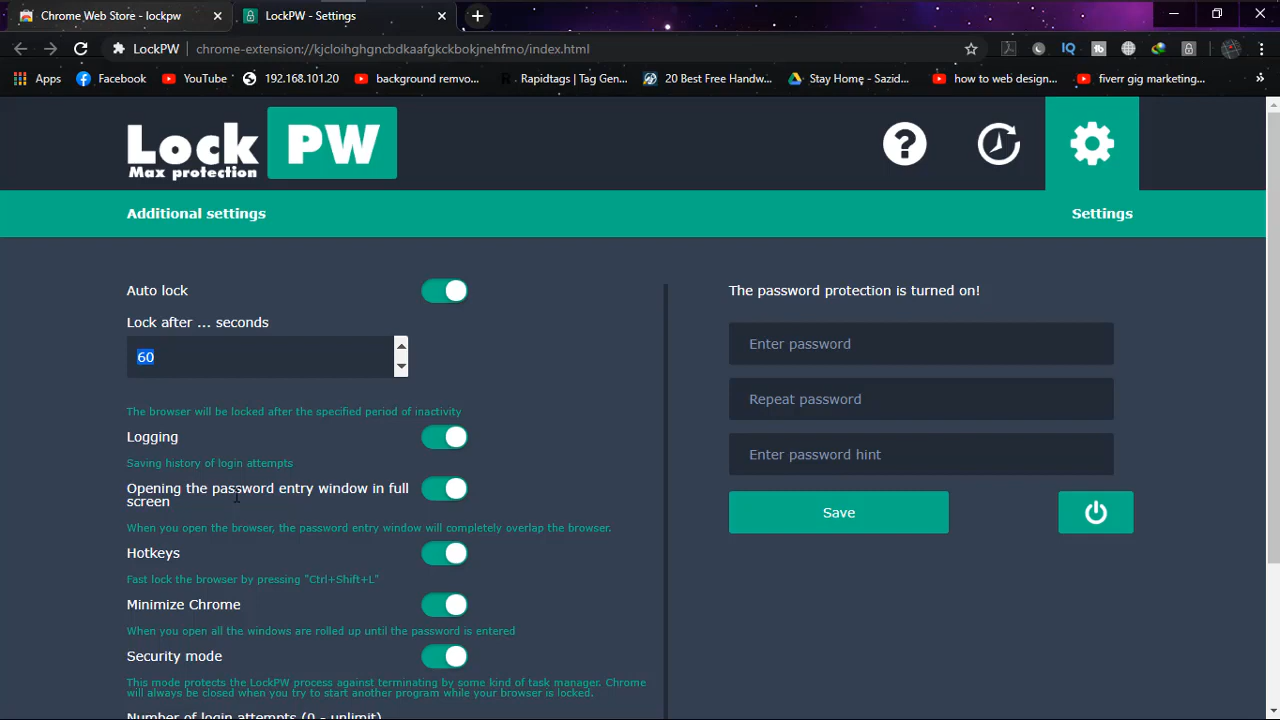 Chrome Web Store - lockpw
LockPW - Settings
LockPW
chrome-extension://kjcloihghgncbdkaafgkckbokjnehfmo/index.html
IQ
Apps
Facebook
YouTube
192.168.101.20
background remvo...
Rapidtags | Tag Gen...
20 Best Free Handw...
Stay Home - Sazid...
how to web design...
fiverr gig marketing...
Lock PW
Max protection
Additional settings
Settings
Auto lock
Lock after ... seconds
60
The browser will be locked after the specified period of inactivity
Logging
Saving history of login attempts
Opening the password entry window in full
screen
When you open the browser, the password entry window will completely overlap the browser.
Hotkeys
Fast lock the browser by pressing "Ctrl+Shift+L"
Minimize Chrome
When you open all the windows are rolled up until the password is entered
Security mode
This mode protects the LockPW process against terminating by some kind of task manager. Chrome
will always be closed when you try to start another program while your browser is locked.
Number of login attempts (0 - unlimit)
The password protection is turned on!
Enter password
Repeat password
Enter password hint
Save